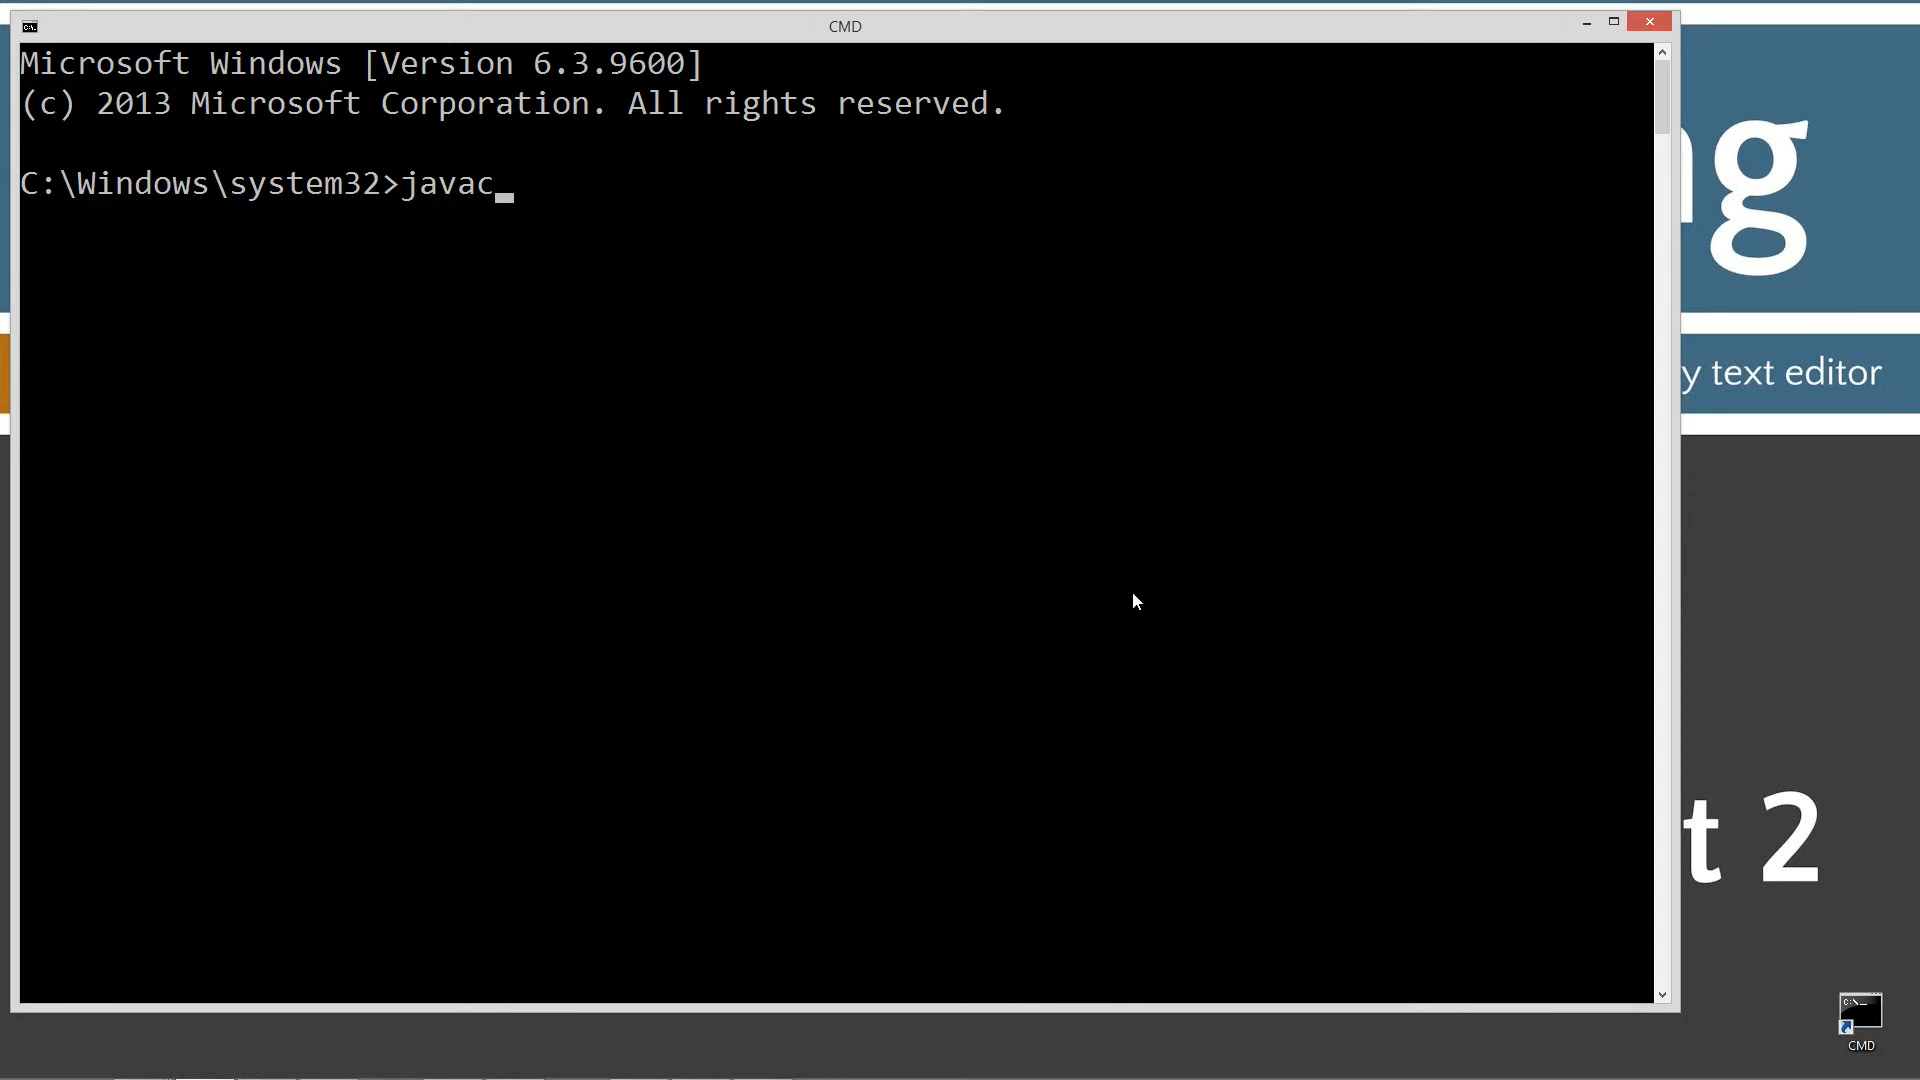 CMD
Microsoft Windows [Version 6.3.9600]
(c) 2013 Microsoft Corporation. All rights reserved.
C:\Windows\system32>javac
g
y text editor
t 2
CMD